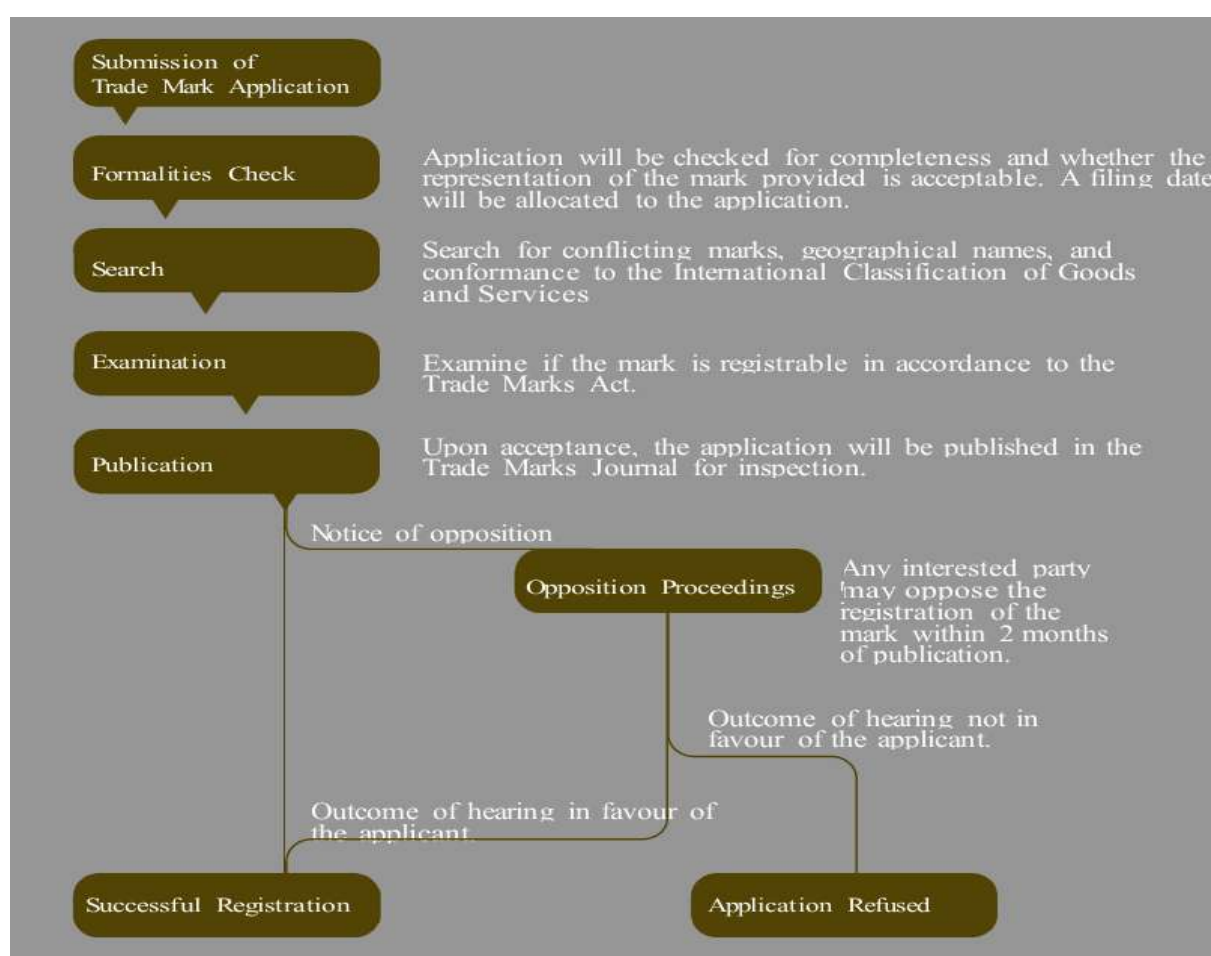 Submission of
Trade Mark Application
Formalities Check
Application will be checked for completeness and whether the
representation of the mark provided is acceptable. A filing date
will be allocated to the application.
Search
Search for conflicting marks, geographical names, and
conformance to the International Classification of Goods
and Services
Examination
Examine if the mark is registrable in accordance to the
Trade Marks Act.
Publication
Upon acceptance, the application will be published in the
Trade Marks Journal for inspection.
Notice of opposition
Opposition Proceedings
Any interested party
may oppose the
registration of the
mark within 2 months
of publication.
Outcome of hearing not in
favour of the applicant.
Outcome of hearing in favour of
the applicant.
Successful Registration
Application Refused